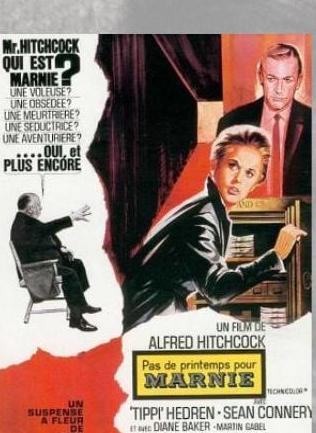 Mr. HITCHCOCK
QUI EST
MARNIE?
UNE VOLEUSE?
UNE OBSÉDÉE?
UNE MEURTRIERE?
UNE SEDUCTRICE?
UNE AVENTURIERE?
....OUI, et
PLUS ENCORE
UN FILM DE
ALFRED HITCHCOCK
Pas de printemps pour
MARNIE
TECHNICOLOR
AVEC
'TIPPI' HEDREN · SEAN CONNERY
ET AVEC DIANE BAKER · MARTIN GABEL
UN
SUSPENSE
A FLEUR
DE